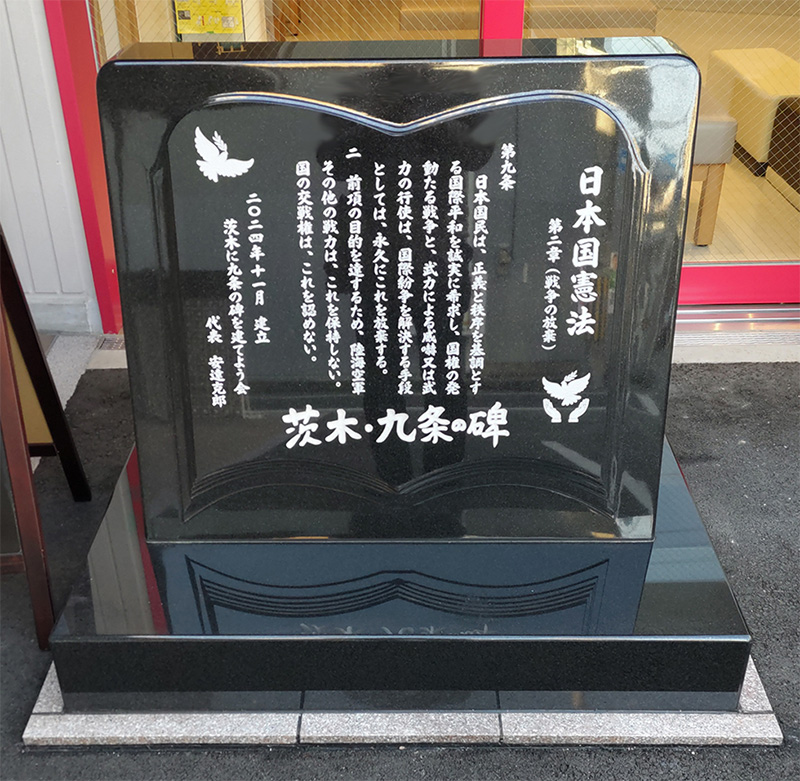 日本国憲法
第二章（戦争の放棄）
第九条
日本国民は、正義と秩序を基調とす
る国際平和を誠実に希求し、国権の発
動たる戦争と、武力による威嚇又は武
力の行使は、国際紛争を解決する手段
としては、永久にこれを放棄する。
二 前項の目的を達するため、陸海空軍
その他の戦力は、これを保持しない。
国の交戦権は、これを認めない。
二〇二四年十一月 建立
茨木に九条の碑を建てよう会
代表 安達克郎
茨木・九条の碑